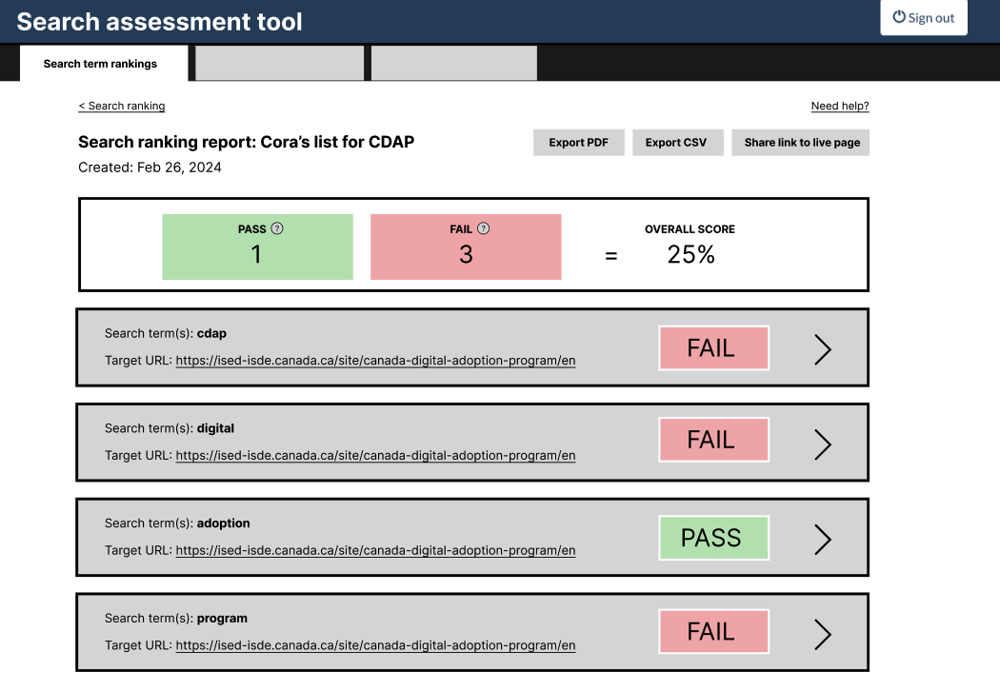 Search assessment tool
Sign out
Search term rankings
< Search ranking
Need help?
Search ranking report: Cora’s list for CDAP
Export PDF
Export CSV
Share link to live page
Created: Feb 26, 2024
PASS ?
FAIL ?
OVERALL SCORE
1
3
=
25%
Search term(s): cdap
Target URL: https://ised-isde.canada.ca/site/canada-digital-adoption-program/en
FAIL
Search term(s): digital
Target URL: https://ised-isde.canada.ca/site/canada-digital-adoption-program/en
FAIL
Search term(s): adoption
Target URL: https://ised-isde.canada.ca/site/canada-digital-adoption-program/en
PASS
Search term(s): program
Target URL: https://ised-isde.canada.ca/site/canada-digital-adoption-program/en
FAIL